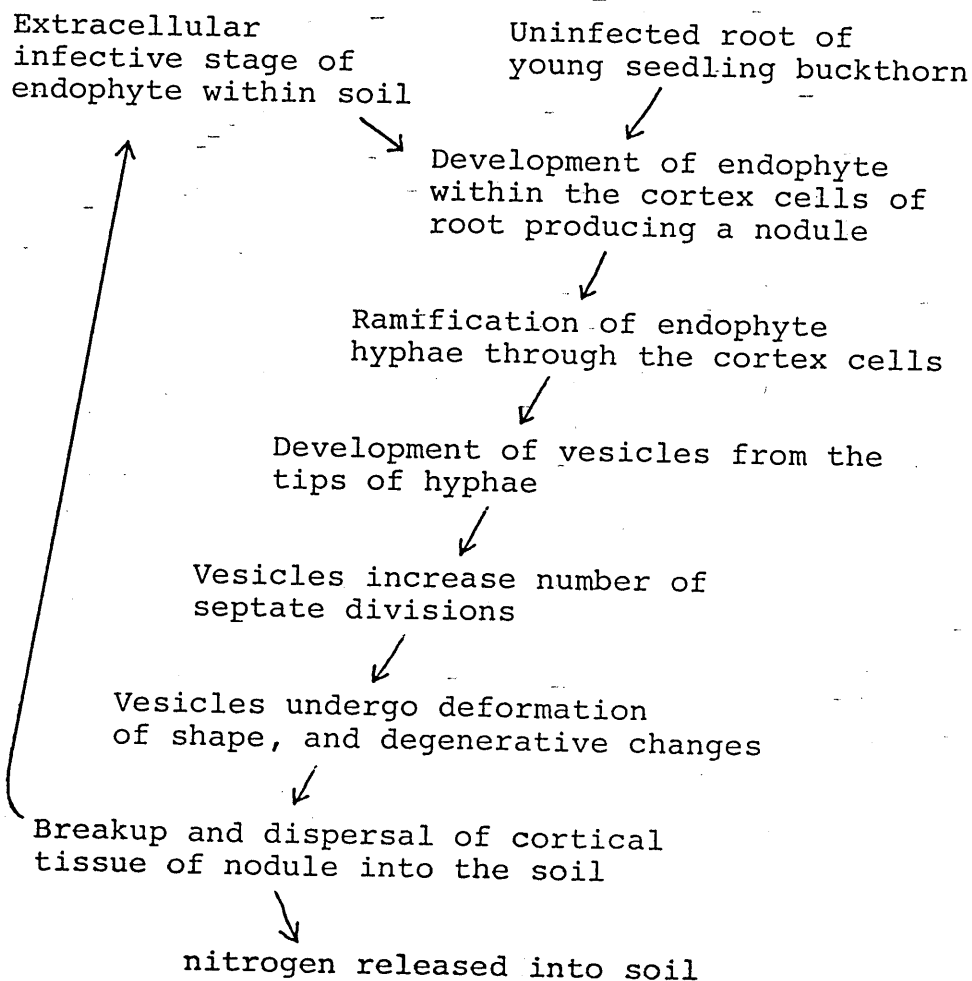 Extracellular
infective stage of
endophyte within soil
Uninfected root of
young seedling buckthorn
Development of endophyte
within the cortex cells of
root producing a nodule
Ramification of endophyte
hyphae through the cortex cells
Development of vesicles from the
tips of hyphae
Vesicles increase number of
septate divisions
Vesicles undergo deformation
of shape, and degenerative changes
Breakup and dispersal of cortical
tissue of nodule into the soil
nitrogen released into soil